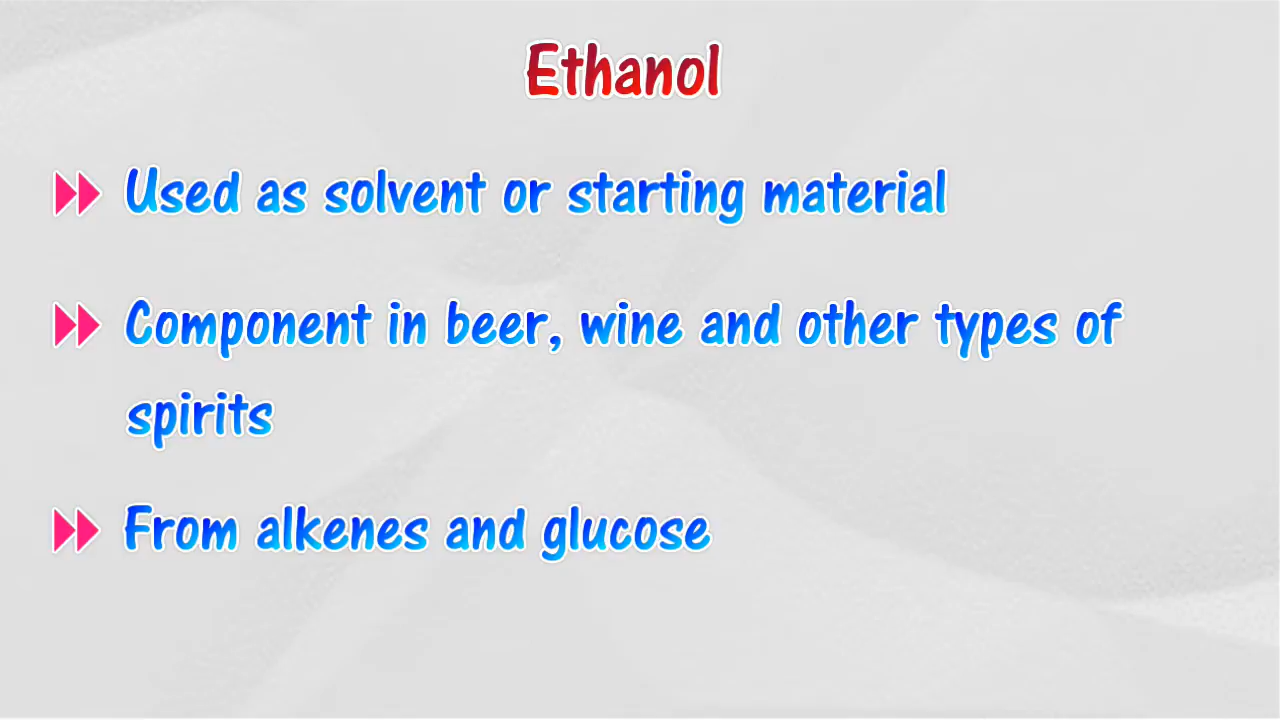 Ethanol
Used as solvent or starting material
Component in beer, wine and other types of
spirits
From alkenes and glucose